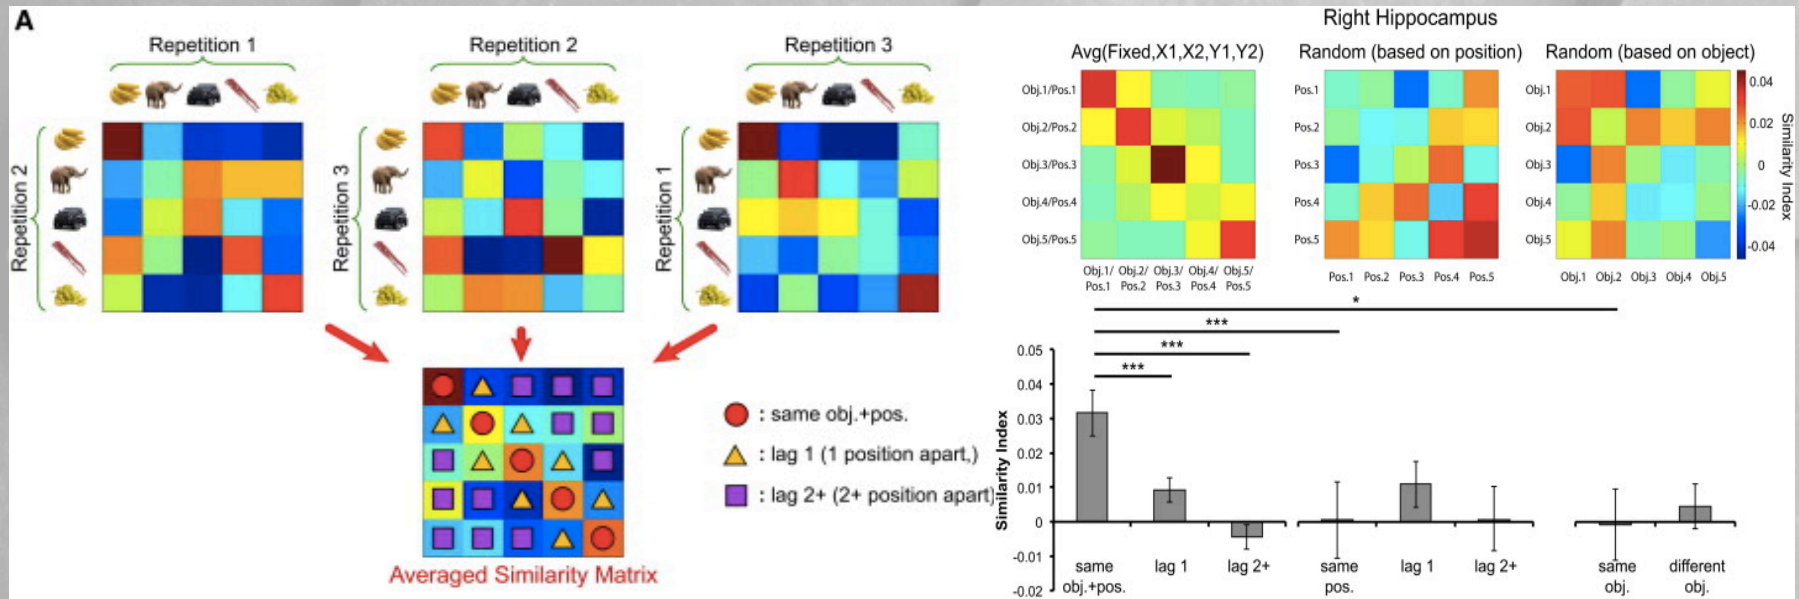 A
Repetition 1
Repetition 2
Repetition 3
Repetition 2
Repetition 3
Repetition 1
: same obj.+pos.
: lag 1 (1 position apart,)
: lag 2+ (2+ position apart)
Averaged Similarity Matrix
Right Hippocampus
Avg(Fixed,X1,X2,Y1,Y2)
Random (based on position)
Random (based on object)
Obj.1/Pos.1
Obj.2/Pos.2
Obj.3/Pos.3
Obj.4/Pos.4
Obj.5/Pos.5
Obj.1/ Obj.2/ Obj.3/ Obj.4/ Obj.5/
Pos.1 Pos.2 Pos.3 Pos.4 Pos.5
Pos.1
Pos.2
Pos.3
Pos.4
Pos.5
Pos.1 Pos.2 Pos.3 Pos.4 Pos.5
Obj.1
Obj.2
Obj.3
Obj.4
Obj.5
Obj.1 Obj.2 Obj.3 Obj.4 Obj.5
0.04
0.02
0
-0.02
-0.04
Similarity Index
*
***
***
***
Similarity Index
0.05
0.04
0.03
0.02
0.01
0
-0.01
-0.02
same
obj.+pos.
lag 1
lag 2+
same
pos.
lag 1
lag 2+
same
obj.
different
obj.